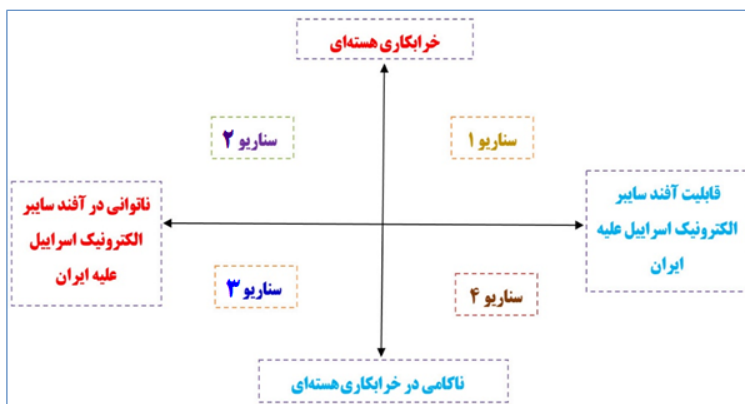 خرابکاری هسته‌ای
سناریو ۱
سناریو ۲
قابلیت آفند سایبر
الکترونیک اسراییل علیه
ایران
ناتوانی در آفند سایبر
الکترونیک اسراییل
علیه ایران
سناریو ۳
سناریو ۴
ناکامی در خرابکاری هسته‌ای